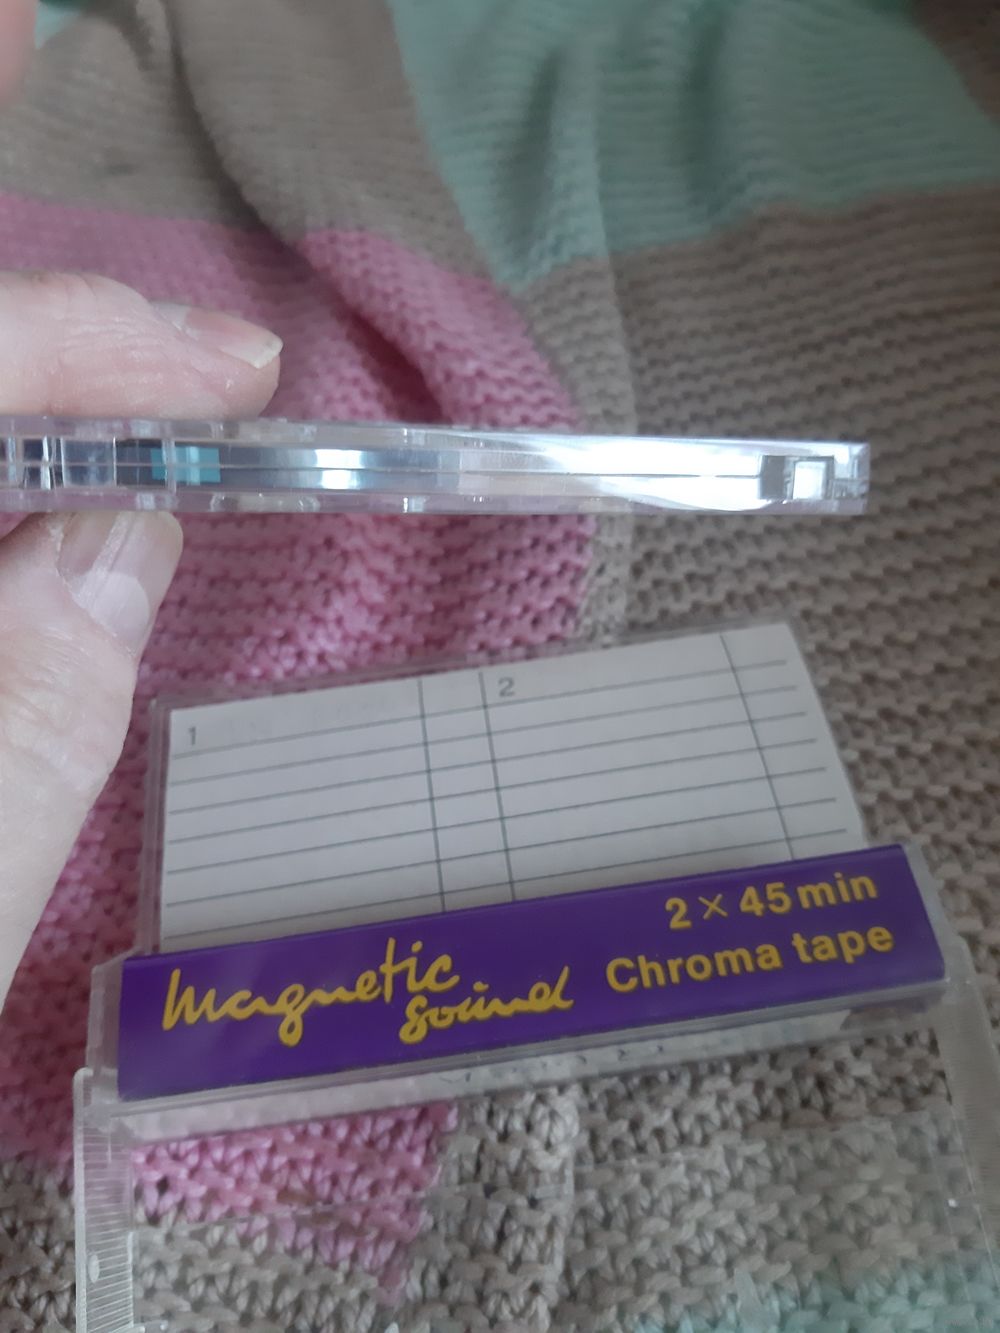 1 2
2 × 45 min
magnetic
sound
Chroma tape